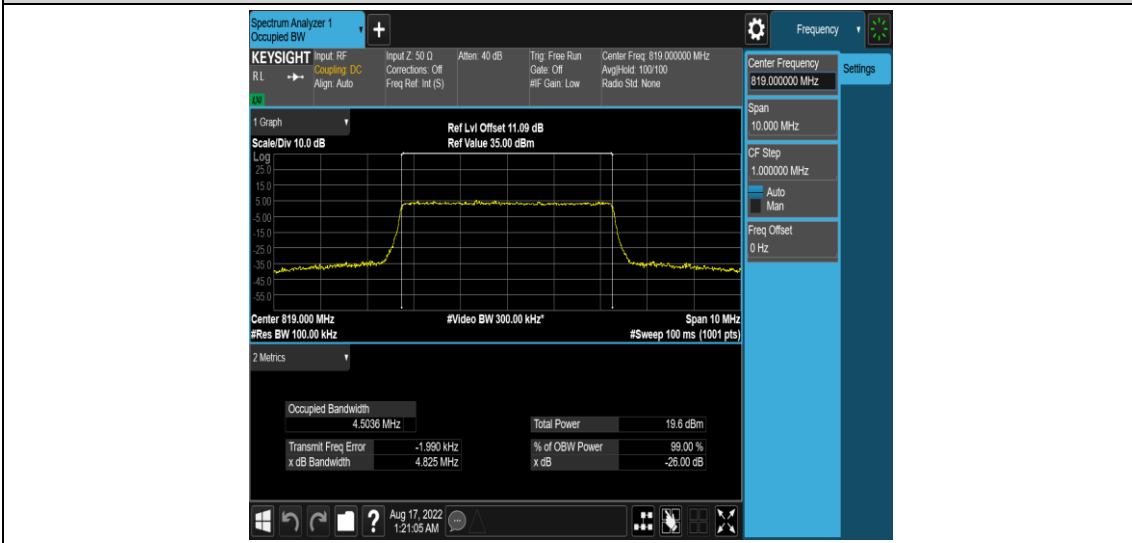 Spectrum Analyzer 1
Occupied BW
Frequency
KEYSIGHT
RL
LXI
Input: RF
Coupling: DC
Align: Auto
Input Z: 50 Ω
Corrections: Off
Freq Ref: Int (S)
Atten: 40 dB
Trig: Free Run
Gate: Off
#IF Gain: Low
Center Freq: 819.000000 MHz
Avg|Hold: 100/100
Radio Std: None
Center Frequency
819.000000 MHz
Settings
Span
10.000 MHz
CF Step
1.000000 MHz
Auto
Man
Freq Offset
0 Hz
1 Graph
Scale/Div 10.0 dB
Ref Lvl Offset 11.09 dB
Ref Value 35.00 dBm
Log
25.0
15.0
5.00
-5.00
-15.0
-25.0
-35.0
-45.0
-55.0
Center 819.000 MHz
#Video BW 300.00 kHz*
Span 10 MHz
#Res BW 100.00 kHz
#Sweep 100 ms (1001 pts)
2 Metrics
Occupied Bandwidth
4.5036 MHz
Total Power 19.6 dBm
Transmit Freq Error -1.990 kHz
% of OBW Power 99.00 %
x dB Bandwidth 4.825 MHz
x dB -26.00 dB
?
Aug 17, 2022
1:21:05 AM